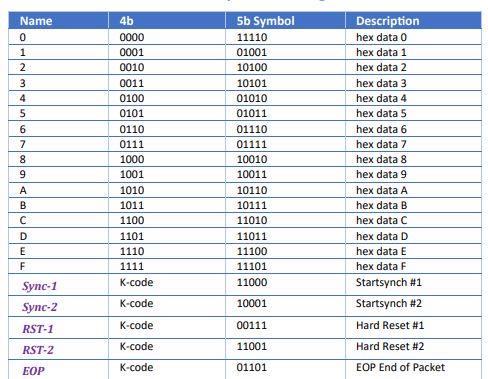 Name 4b 5b Symbol Description
0 0000 11110 hex data 0
1 0001 01001 hex data 1
2 0010 10100 hex data 2
3 0011 10101 hex data 3
4 0100 01010 hex data 4
5 0101 01011 hex data 5
6 0110 01110 hex data 6
7 0111 01111 hex data 7
8 1000 10010 hex data 8
9 1001 10011 hex data 9
A 1010 10110 hex data A
B 1011 10111 hex data B
C 1100 11010 hex data C
D 1101 11011 hex data D
E 1110 11100 hex data E
F 1111 11101 hex data F
Sync-1 K-code 11000 Startsynch #1
Sync-2 K-code 10001 Startsynch #2
RST-1 K-code 00111 Hard Reset #1
RST-2 K-code 11001 Hard Reset #2
EOP K-code 01101 EOP End of Packet